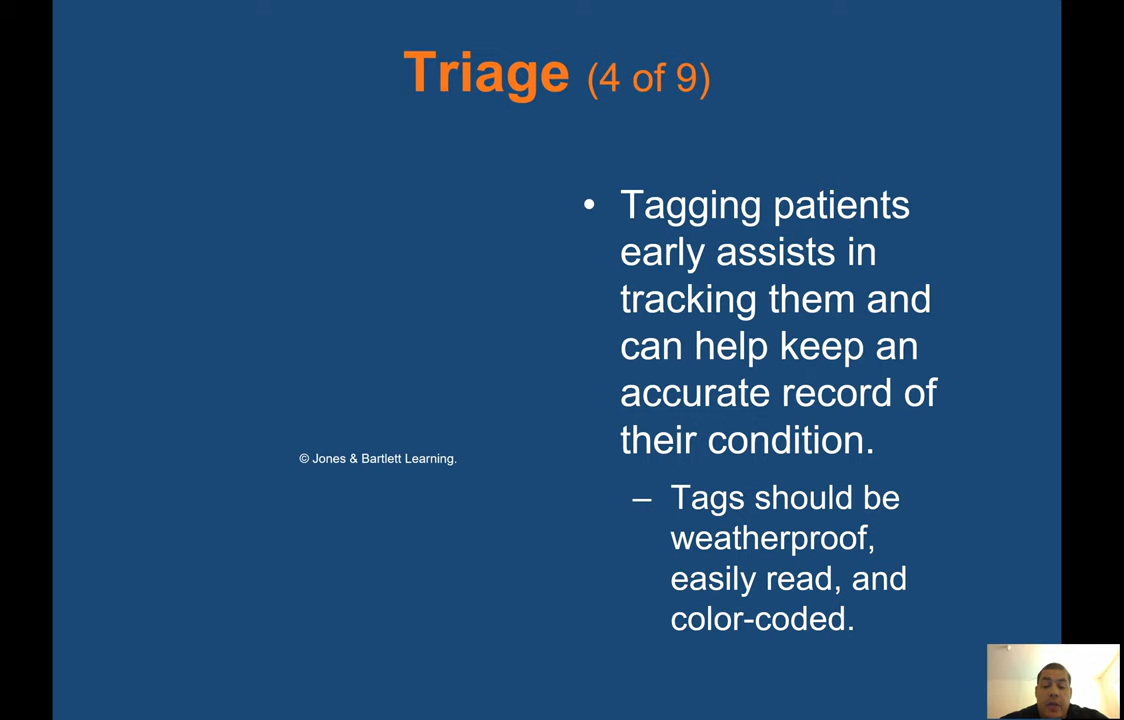 Triage (4 of 9)
• Tagging patients
early assists in
tracking them and
can help keep an
accurate record of
their condition.
– Tags should be
weatherproof,
easily read, and
color-coded.
© Jones & Bartlett Learning.